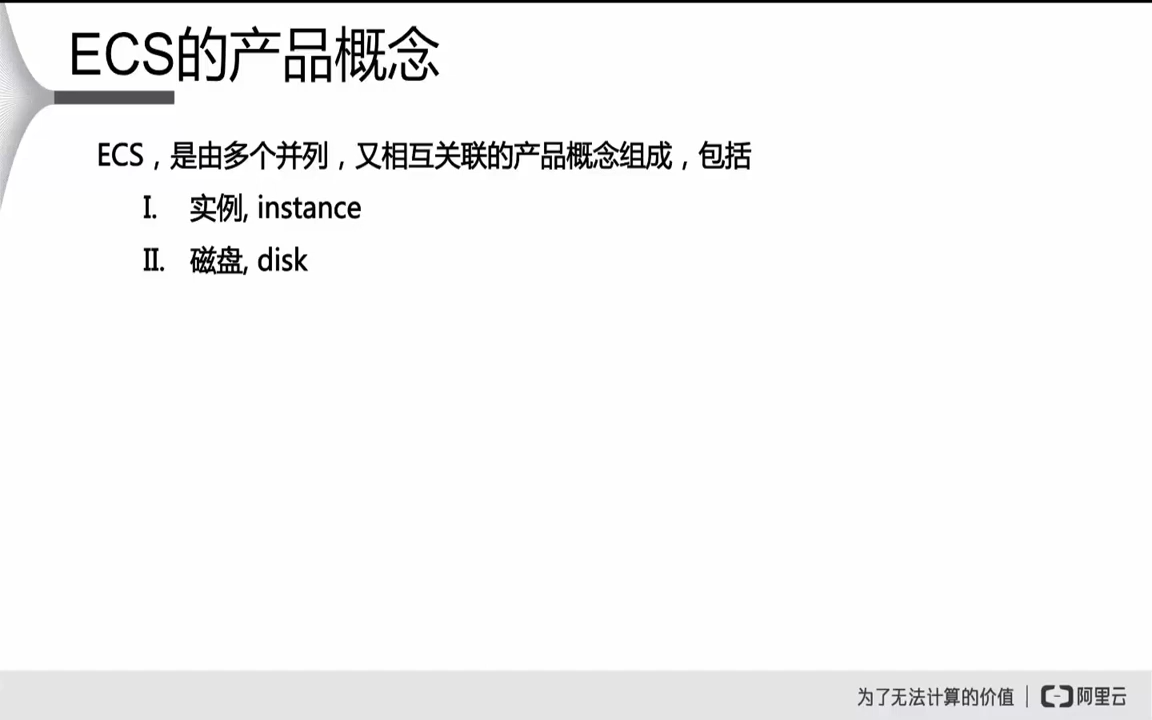 ECS的产品概念
ECS，是由多个并列，又相互关联的产品概念组成，包括
I. 实例, instance
II. 磁盘, disk
为了无法计算的价值 | 阿里云